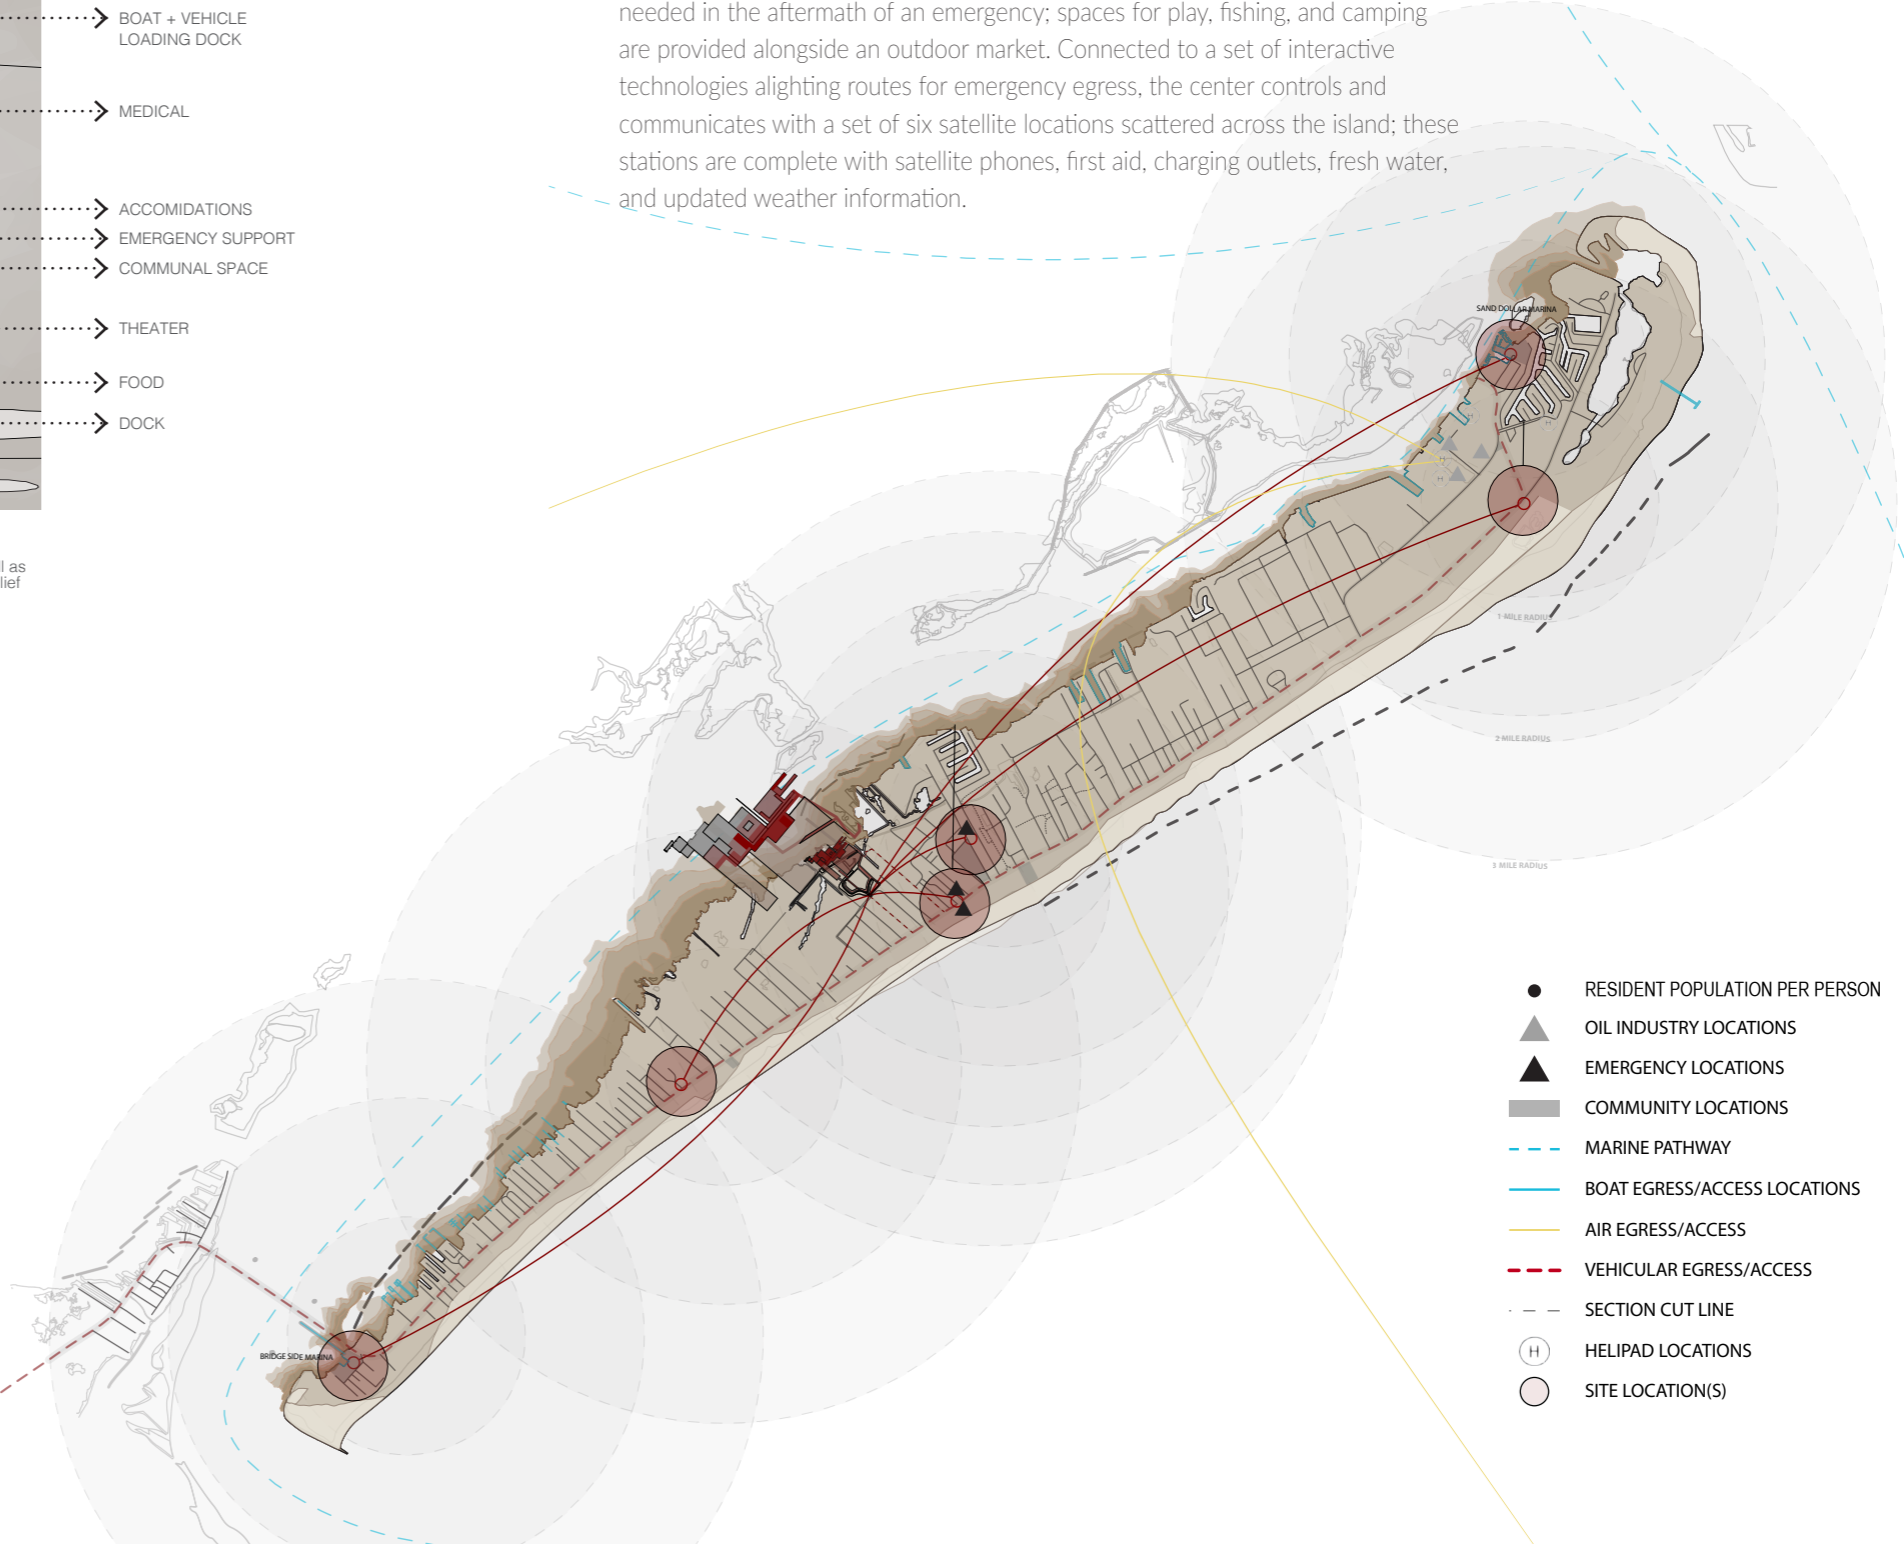 BOAT + VEHICLE
LOADING DOCK
MEDICAL
ACCOMIDATIONS
EMERGENCY SUPPORT
COMMUNAL SPACE
THEATER
FOOD
DOCK
l as
lief
needed in the aftermath of an emergency; spaces for play, fishing, and camping
are provided alongside an outdoor market. Connected to a set of interactive
technologies alighting routes for emergency egress, the center controls and
communicates with a set of six satellite locations scattered across the island; these
stations are complete with satellite phones, first aid, charging outlets, fresh water,
and updated weather information.
SAND DOLLAR MARINA
H
H
H
1 MILE RADIUS
2 MILE RADIUS
3 MILE RADIUS
BRIDGE SIDE MARINA
RESIDENT POPULATION PER PERSON
OIL INDUSTRY LOCATIONS
EMERGENCY LOCATIONS
COMMUNITY LOCATIONS
MARINE PATHWAY
BOAT EGRESS/ACCESS LOCATIONS
AIR EGRESS/ACCESS
VEHICULAR EGRESS/ACCESS
SECTION CUT LINE
H HELIPAD LOCATIONS
SITE LOCATION(S)